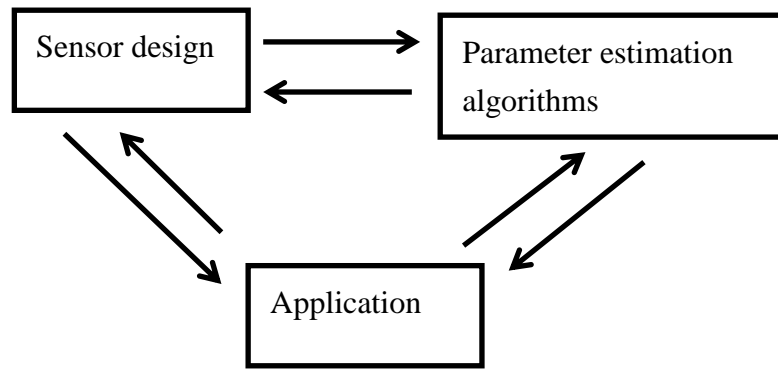 Sensor design
Parameter estimation
algorithms
Application